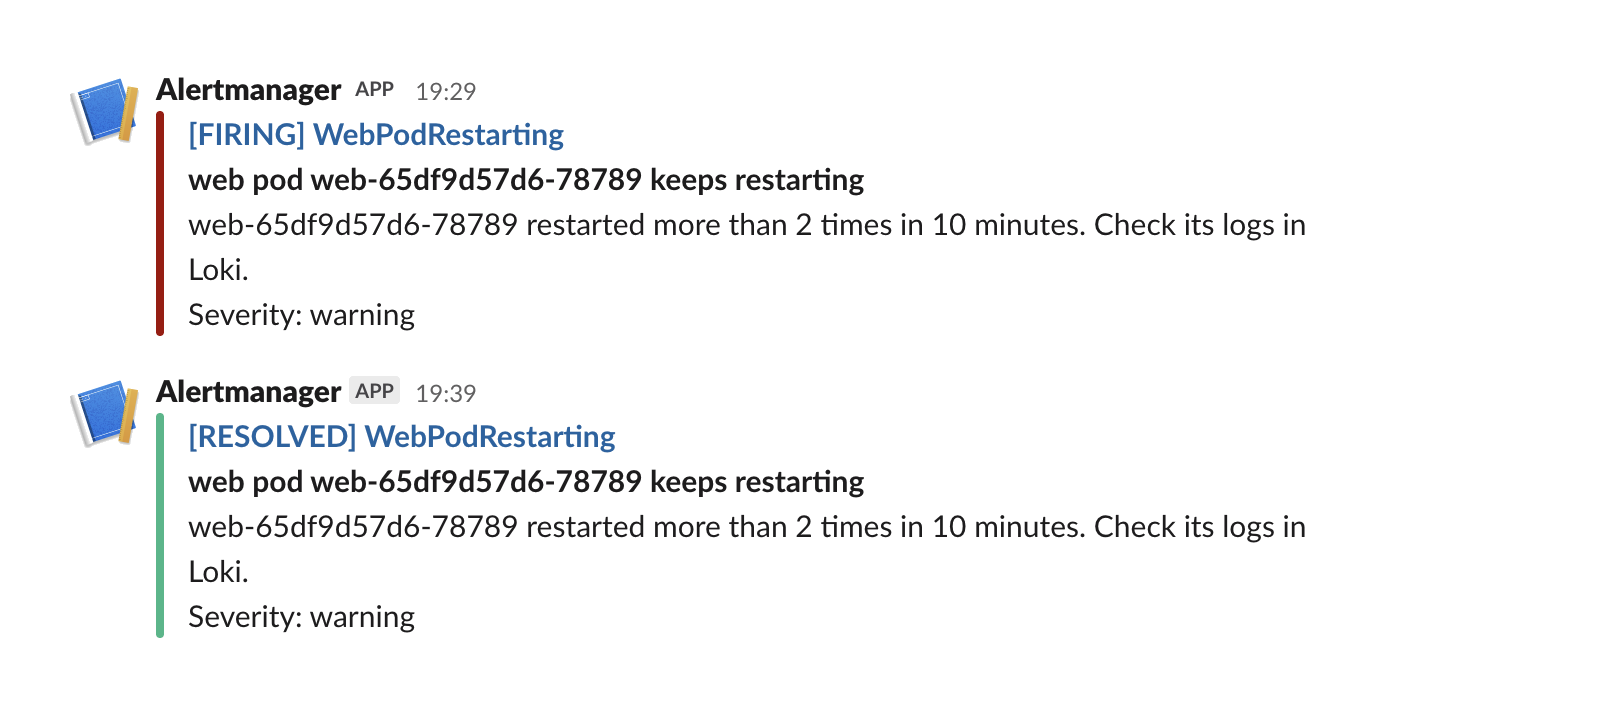 Alertmanager APP 19:29
[FIRING] WebPodRestarting
web pod web-65df9d57d6-78789 keeps restarting
web-65df9d57d6-78789 restarted more than 2 times in 10 minutes. Check its logs in
Loki.
Severity: warning
Alertmanager APP 19:39
[RESOLVED] WebPodRestarting
web pod web-65df9d57d6-78789 keeps restarting
web-65df9d57d6-78789 restarted more than 2 times in 10 minutes. Check its logs in
Loki.
Severity: warning